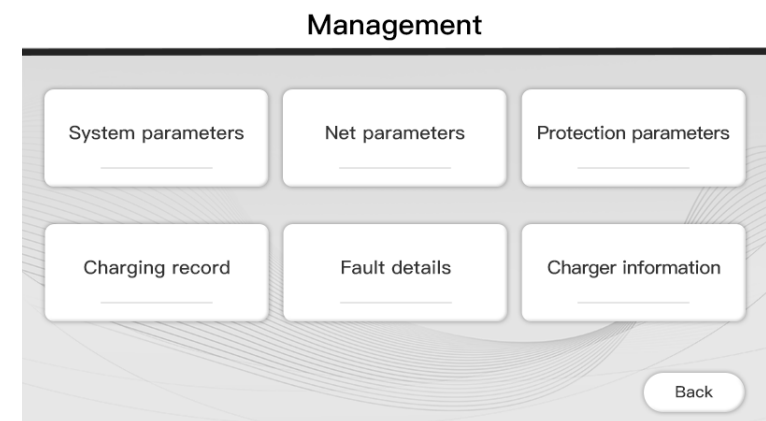 Management
System parameters
Net parameters
Protection parameters
Charging record
Fault details
Charger information
Back